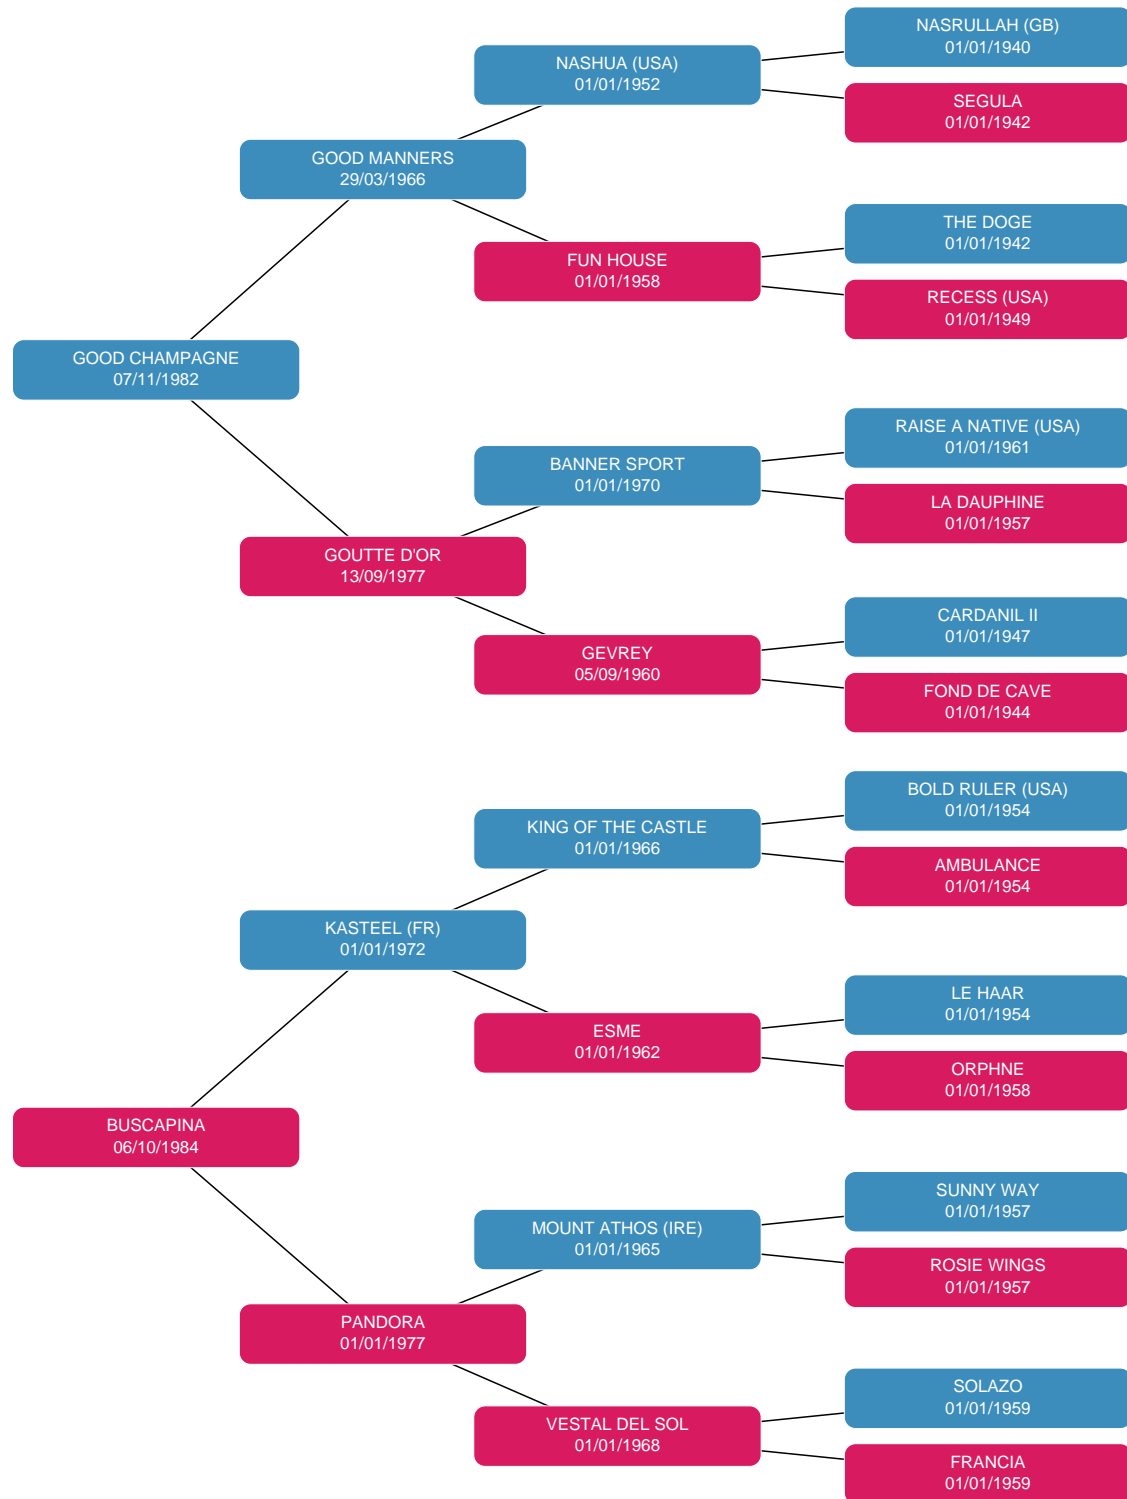 NASRULLAH (GB)
01/01/1940
NASHUA (USA)
01/01/1952
SEGULA
01/01/1942
GOOD MANNERS
29/03/1966
THE DOGE
01/01/1942
FUN HOUSE
01/01/1958
RECESS (USA)
01/01/1949
GOOD CHAMPAGNE
07/11/1982
RAISE A NATIVE (USA)
01/01/1961
BANNER SPORT
01/01/1970
LA DAUPHINE
01/01/1957
GOUTTE D'OR
13/09/1977
CARDANIL II
01/01/1947
GEVREY
05/09/1960
FOND DE CAVE
01/01/1944
BOLD RULER (USA)
01/01/1954
KING OF THE CASTLE
01/01/1966
AMBULANCE
01/01/1954
KASTEEL (FR)
01/01/1972
LE HAAR
01/01/1954
ESME
01/01/1962
ORPHNE
01/01/1958
BUSCAPINA
06/10/1984
SUNNY WAY
01/01/1957
MOUNT ATHOS (IRE)
01/01/1965
ROSIE WINGS
01/01/1957
PANDORA
01/01/1977
SOLAZO
01/01/1959
VESTAL DEL SOL
01/01/1968
FRANCIA
01/01/1959